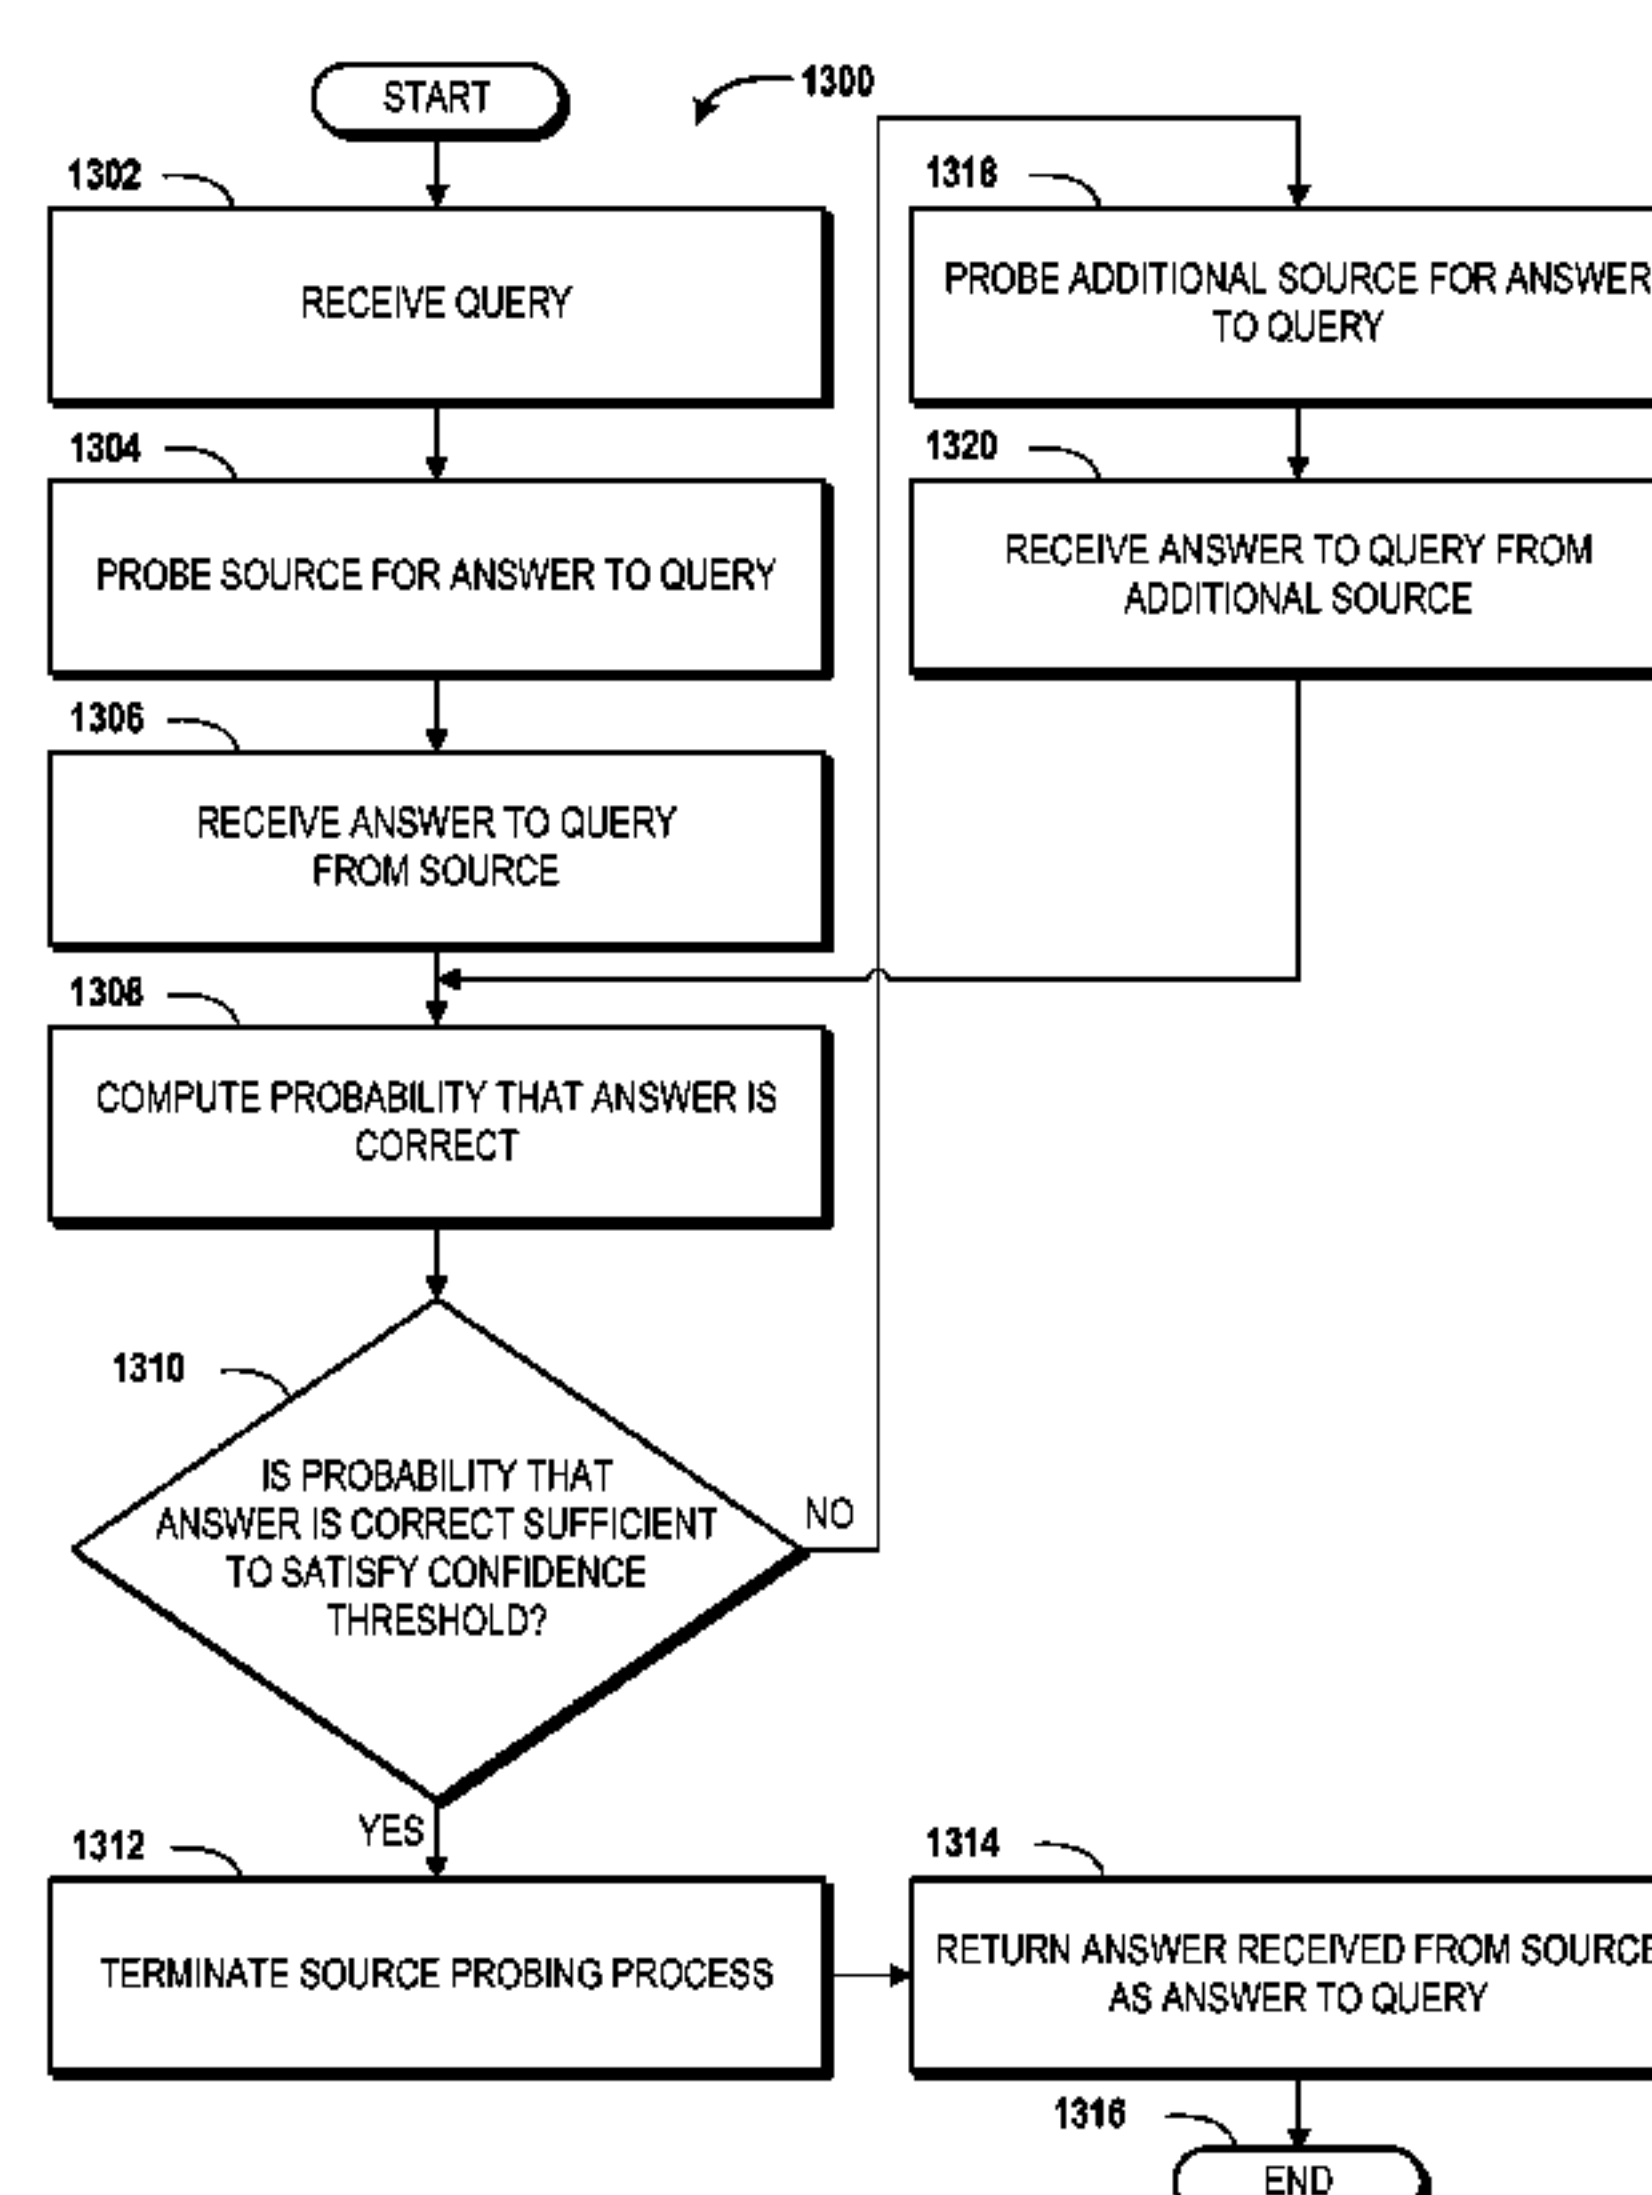 START
1300
1302
RECEIVE QUERY
1304
PROBE SOURCE FOR ANSWER TO QUERY
1306
RECEIVE ANSWER TO QUERY
FROM SOURCE
1308
COMPUTE PROBABILITY THAT ANSWER IS
CORRECT
1310
IS PROBABILITY THAT
ANSWER IS CORRECT SUFFICIENT
TO SATISFY CONFIDENCE
THRESHOLD?
NO
YES
1312
TERMINATE SOURCE PROBING PROCESS
1318
PROBE ADDITIONAL SOURCE FOR ANSWER
TO QUERY
1320
RECEIVE ANSWER TO QUERY FROM
ADDITIONAL SOURCE
1314
RETURN ANSWER RECEIVED FROM SOURCE
AS ANSWER TO QUERY
1316
END